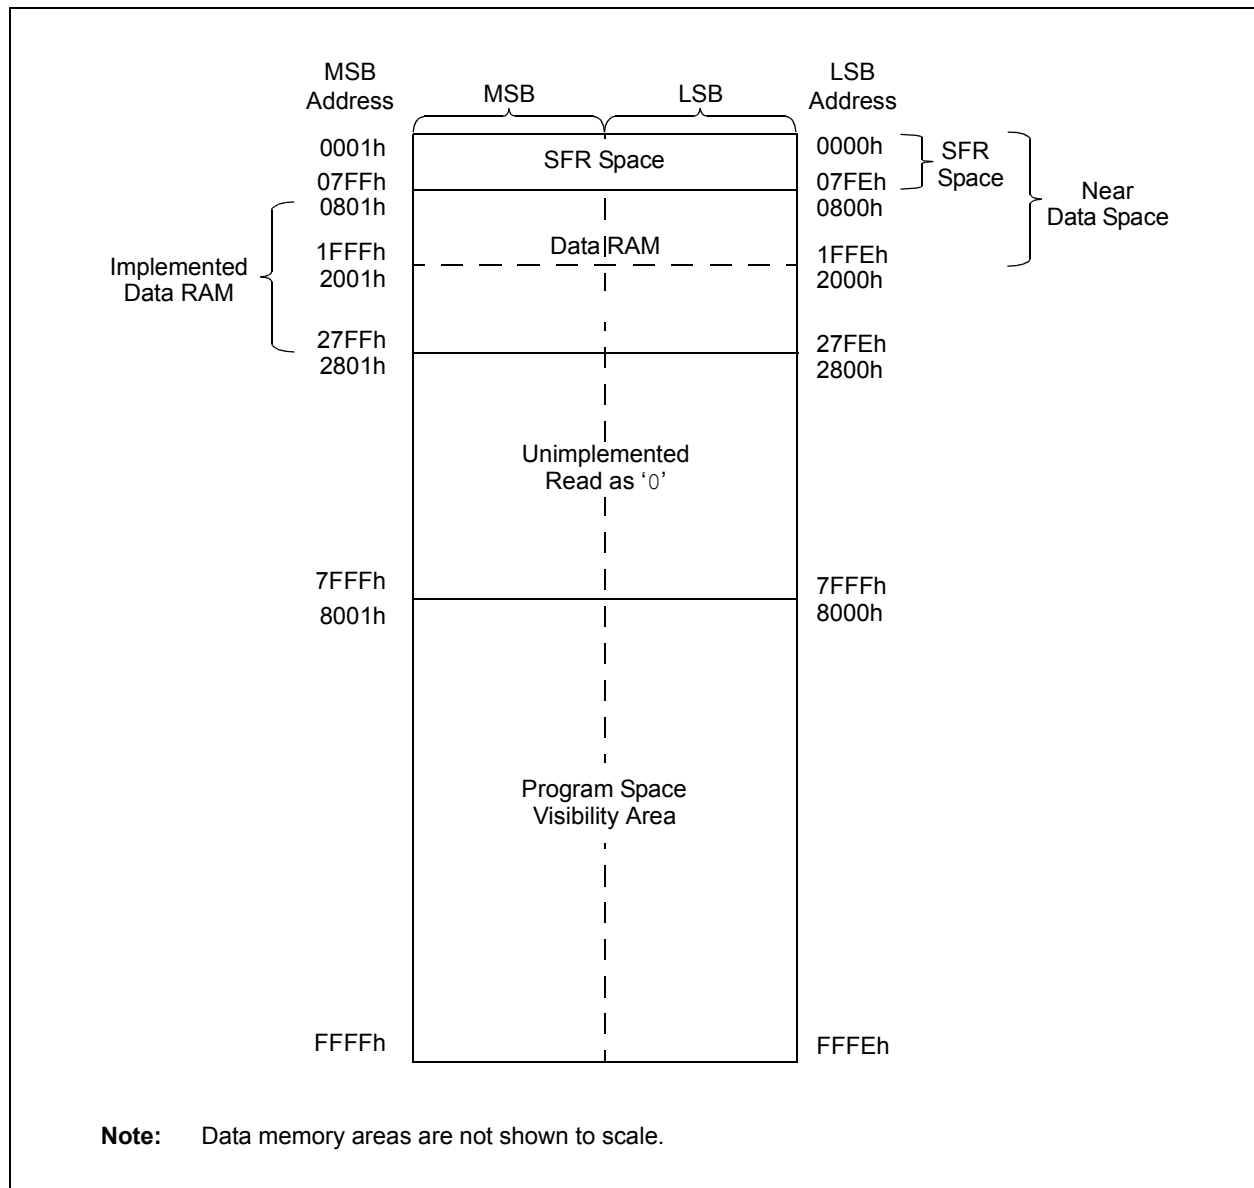 MSB
Address
MSB
LSB
LSB
Address
0001h
SFR Space
0000h
SFR
Space
07FFh
07FEh
Near
Data Space
0801h
0800h
Implemented
Data RAM
1FFFh
Data RAM
1FFEh
2001h
2000h
27FFh
27FEh
2801h
2800h
Unimplemented
Read as ‘0’
7FFFh
7FFFh
8001h
8000h
Program Space
Visibility Area
FFFFh
FFFEh
Note: Data memory areas are not shown to scale.